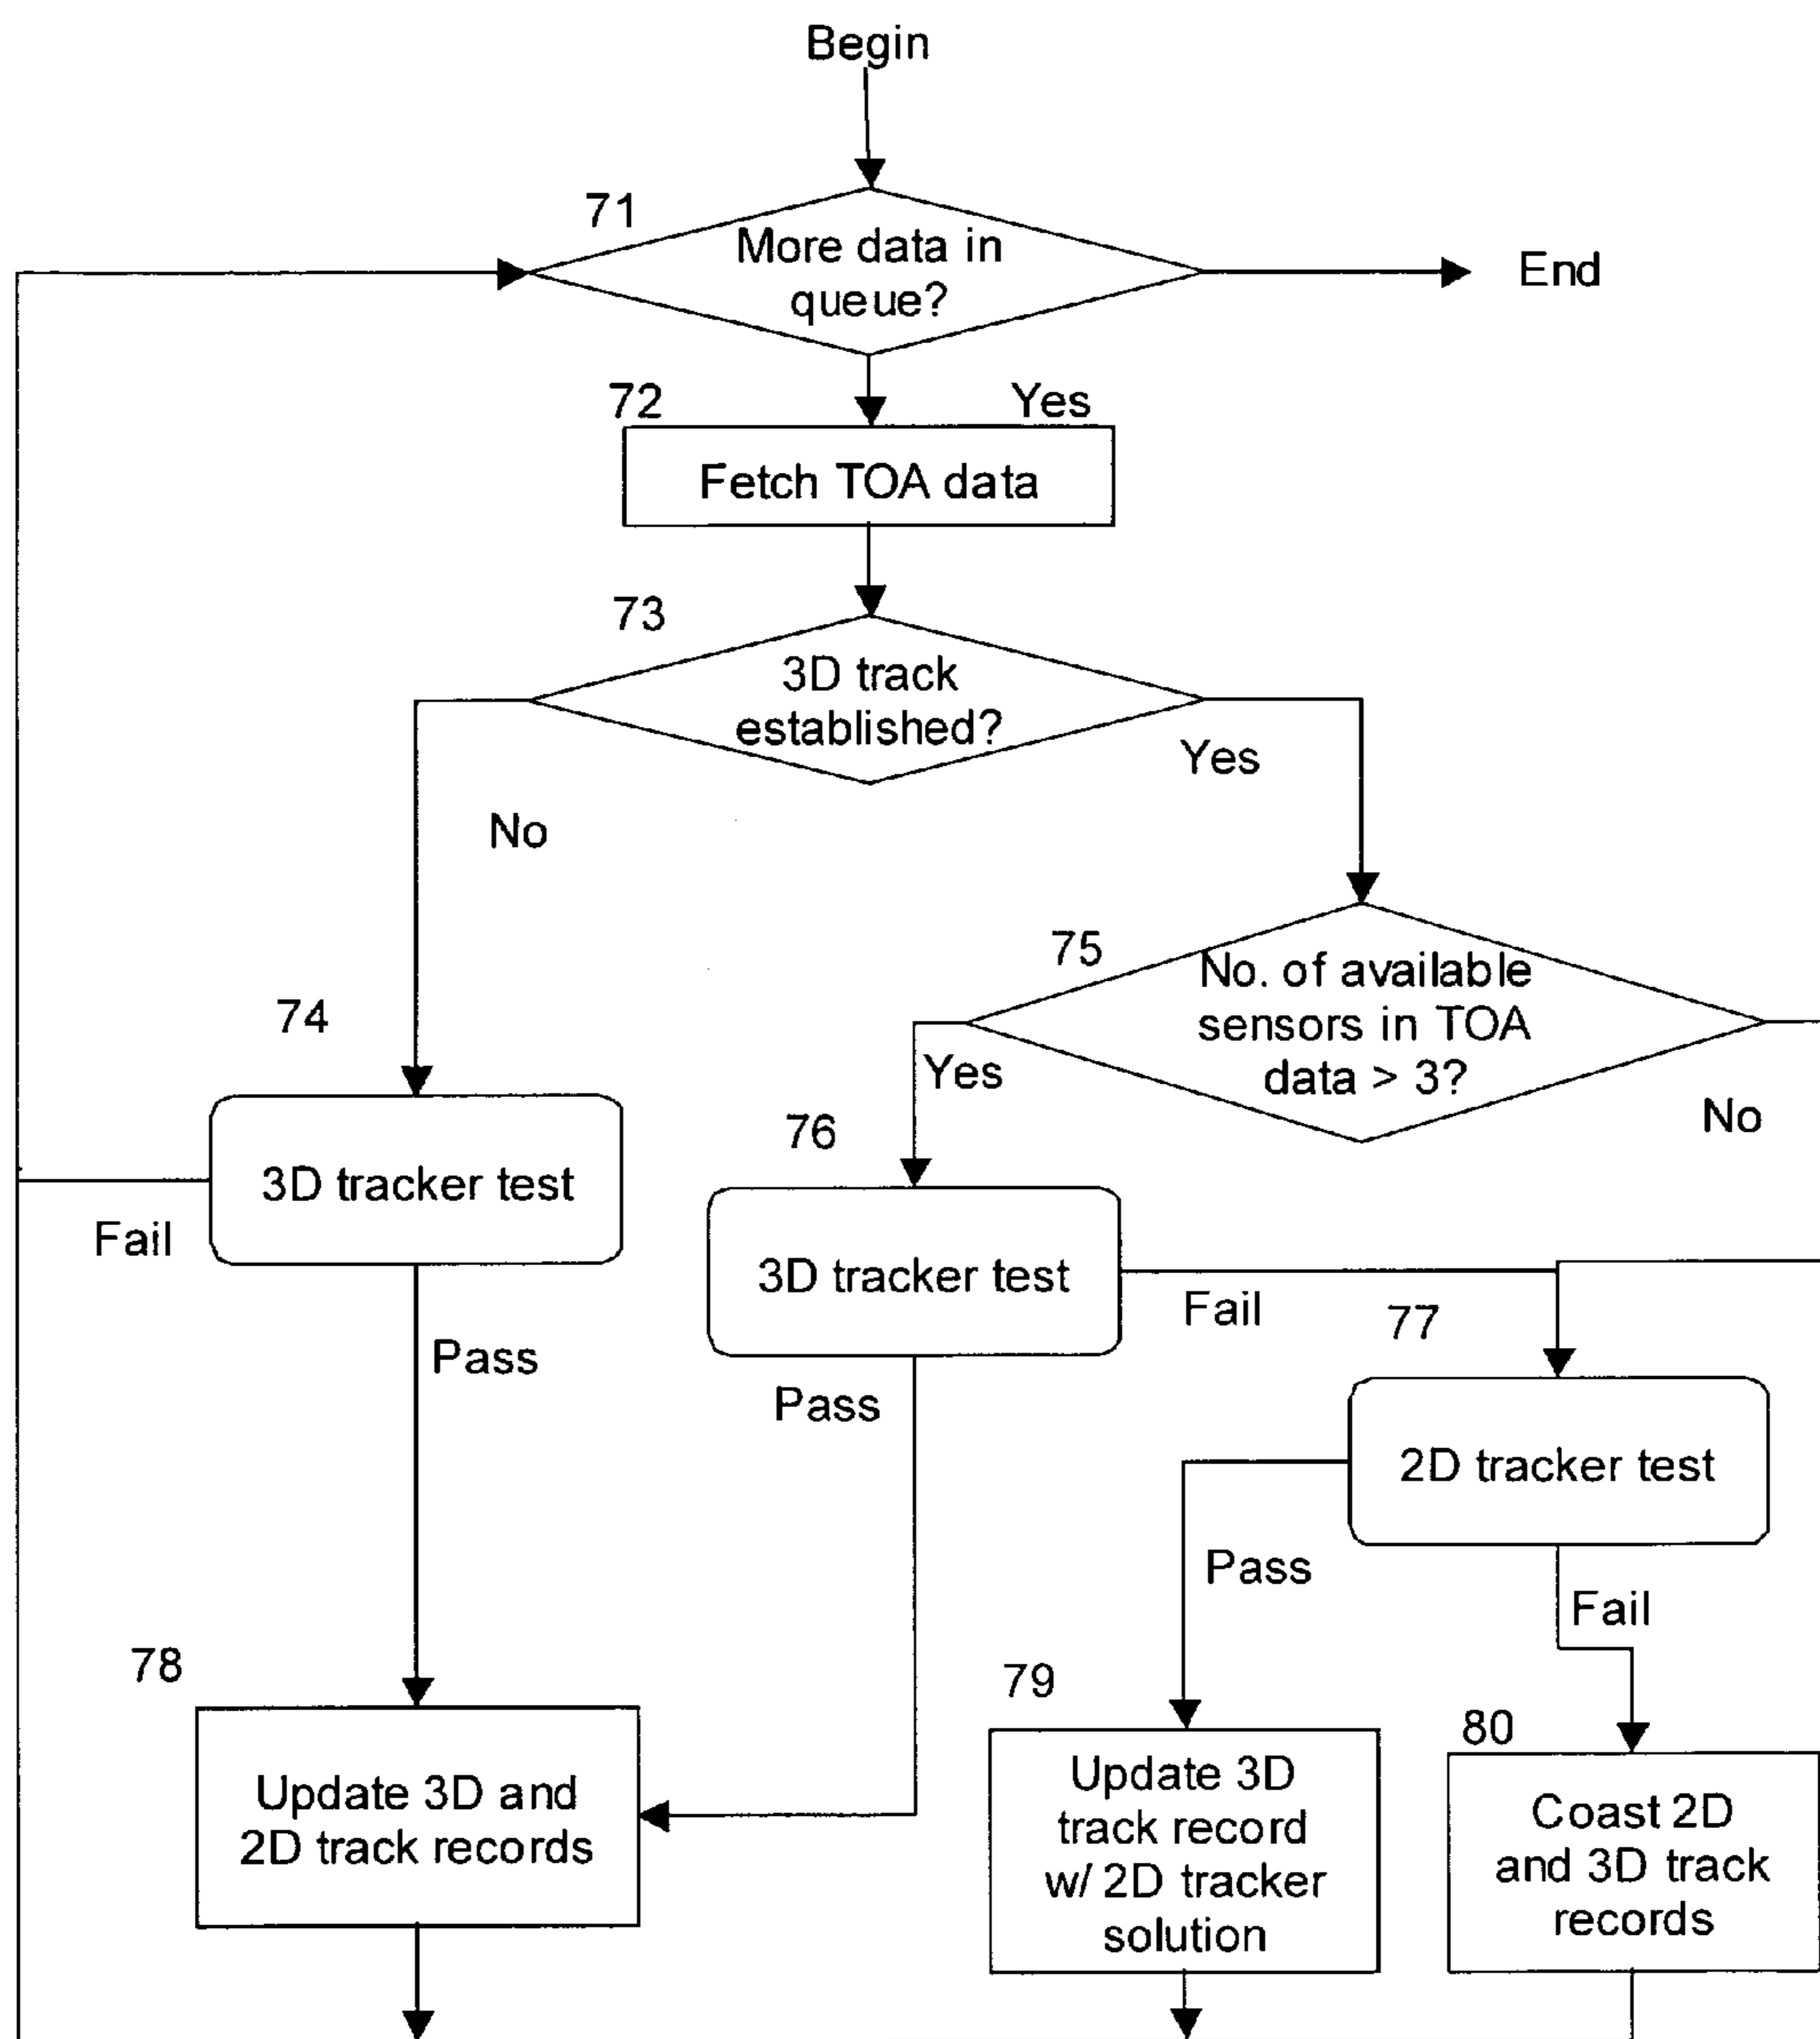 Begin
71
More data in
queue?
End
72
Yes
Fetch TOA data
73
3D track
established?
Yes
No
75
No. of available
sensors in TOA
data > 3?
74
Yes
No
76
3D tracker test
Fail
3D tracker test
Fail
77
Pass
Pass
2D tracker test
Pass
Fail
78
79
80
Update 3D and
2D track records
Update 3D
track record
w/ 2D tracker
solution
Coast 2D
and 3D track
records